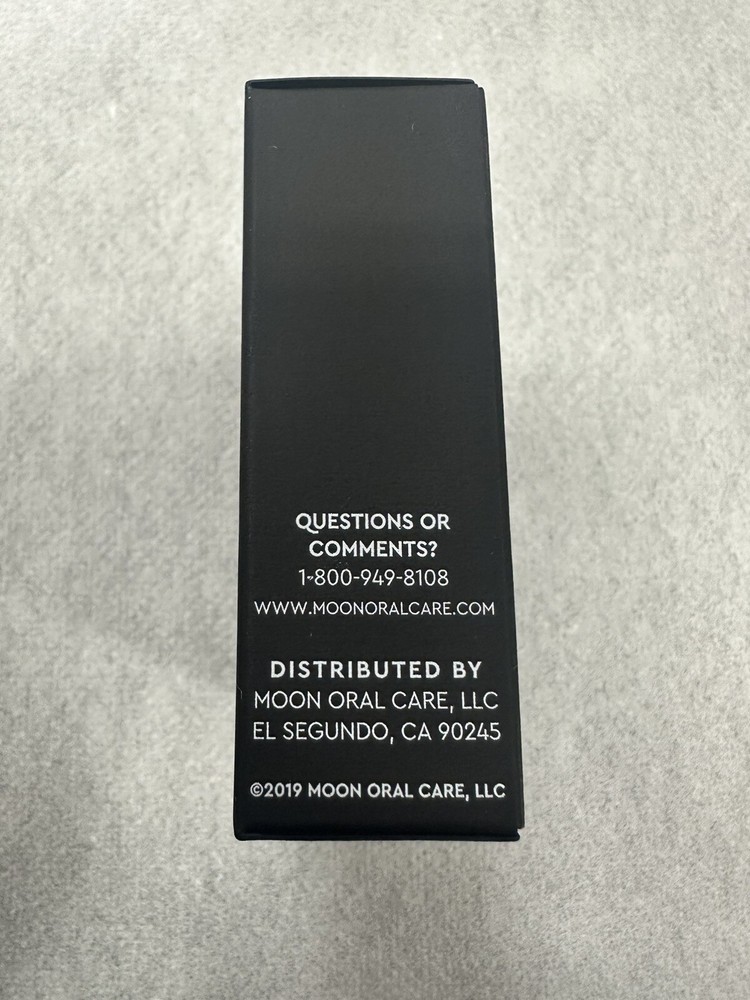 QUESTIONS OR
COMMENTS?
1-800-949-8108
WWW.MOONORALCARE.COM
DISTRIBUTED BY
MOON ORAL CARE, LLC
EL SEGUNDO, CA 90245
©2019 MOON ORAL CARE, LLC